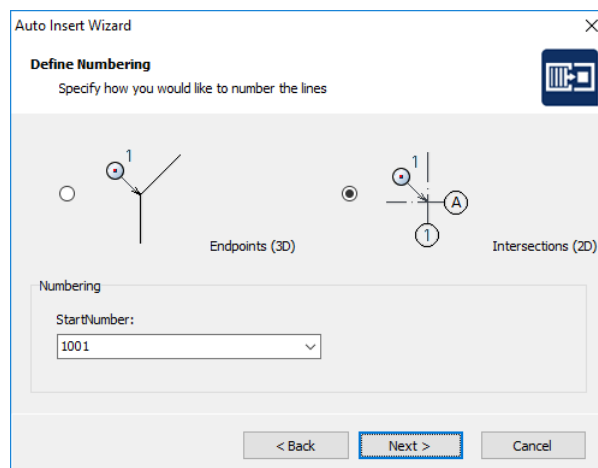 Auto Insert Wizard
Define Numbering
Specify how you would like to number the lines
1
Endpoints (3D)
1
A
1
Intersections (2D)
Numbering
StartNumber:
1001
< Back
Next >
Cancel